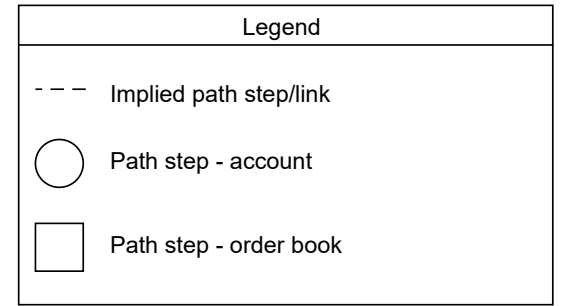 Legend
Implied path step/link
Path step - account
Path step - order book